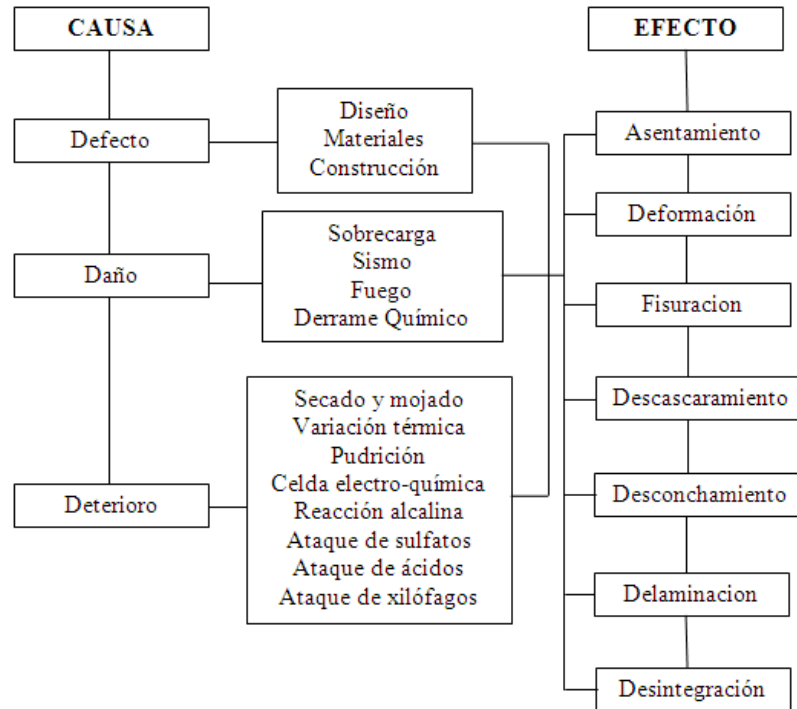 CAUSA
EFECTO
Defecto
Diseño
Materiales
Construcción
Asentamiento
Deformación
Daño
Sobrecarga
Sismo
Fuego
Derrame Químico
Fisuracion
Descascaramiento
Deterioro
Secado y mojado
Variación térmica
Pudrición
Celda electro-química
Reacción alcalina
Ataque de sulfatos
Ataque de ácidos
Ataque de xilófagos
Desconchamiento
Delaminacion
Desintegración